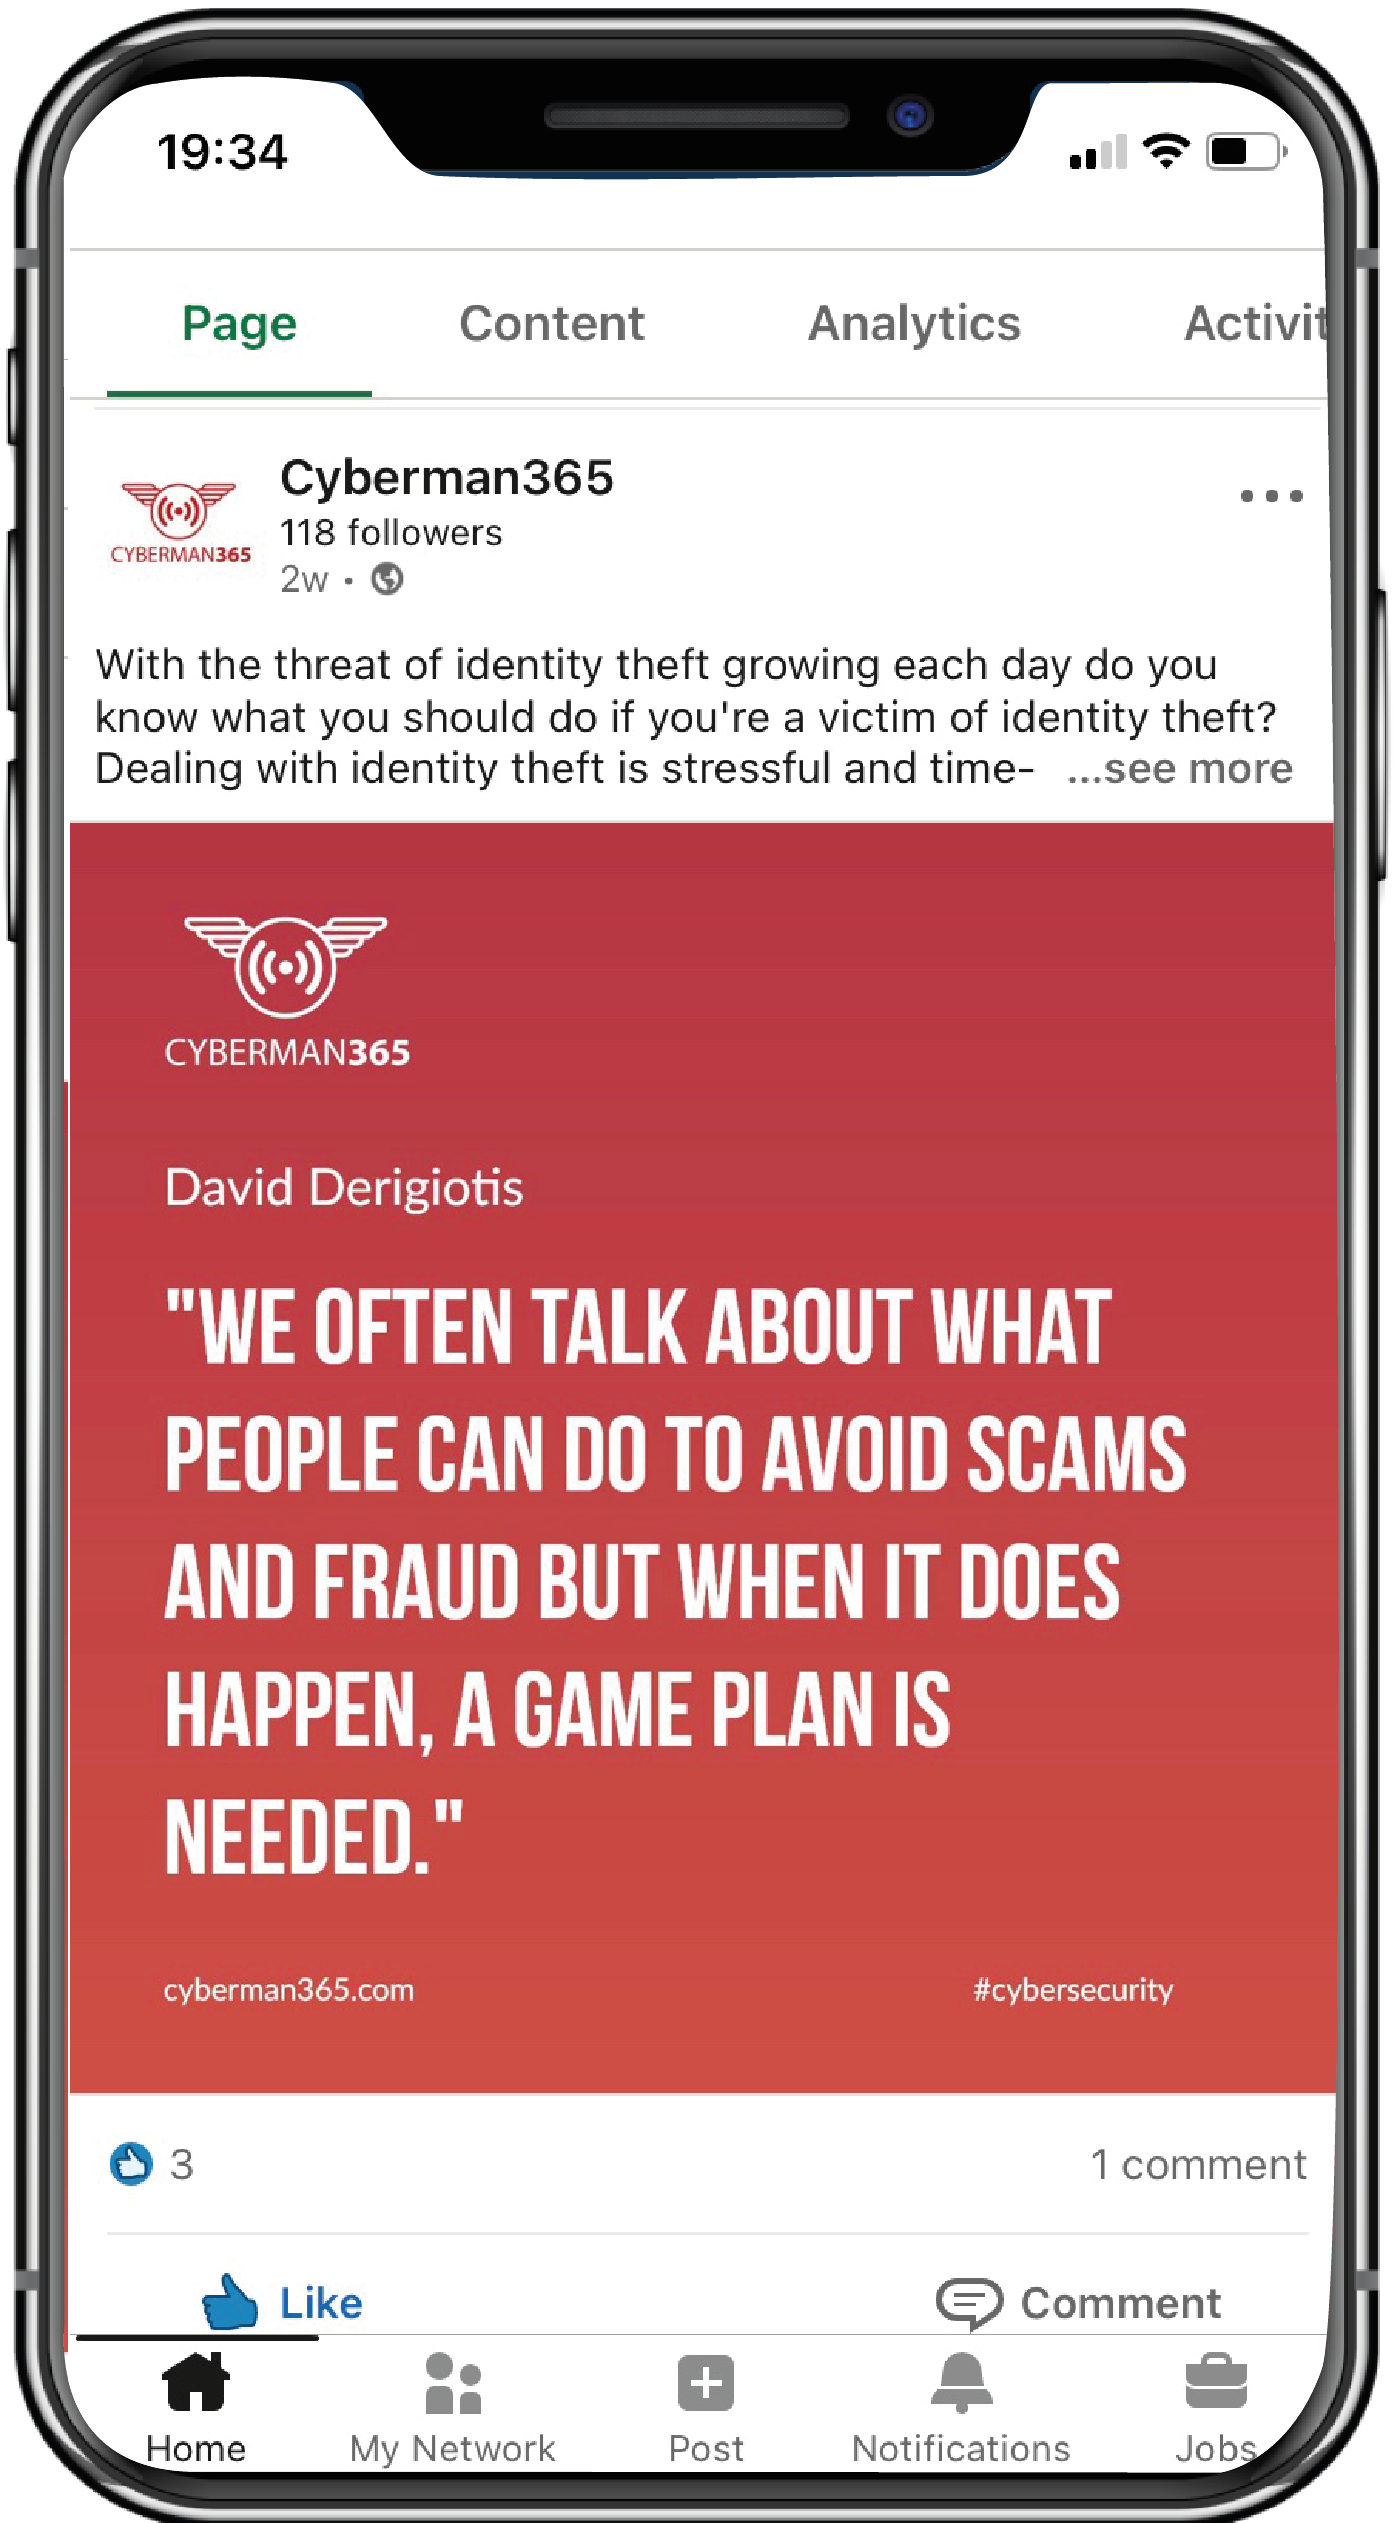 19:34
Page Content Analytics Activit
Cyberman365
118 followers
2w •
CYBERMAN365
With the threat of identity theft growing each day do you
know what you should do if you're a victim of identity theft?
Dealing with identity theft is stressful and time- ...see more
CYBERMAN365
David Derigiotis
"WE OFTEN TALK ABOUT WHAT
PEOPLE CAN DO TO AVOID SCAMS
AND FRAUD BUT WHEN IT DOES
HAPPEN, A GAME PLAN IS
NEEDED."
cyberman365.com #cybersecurity
3 1 comment
Like Comment
Home My Network Post Notifications Jobs